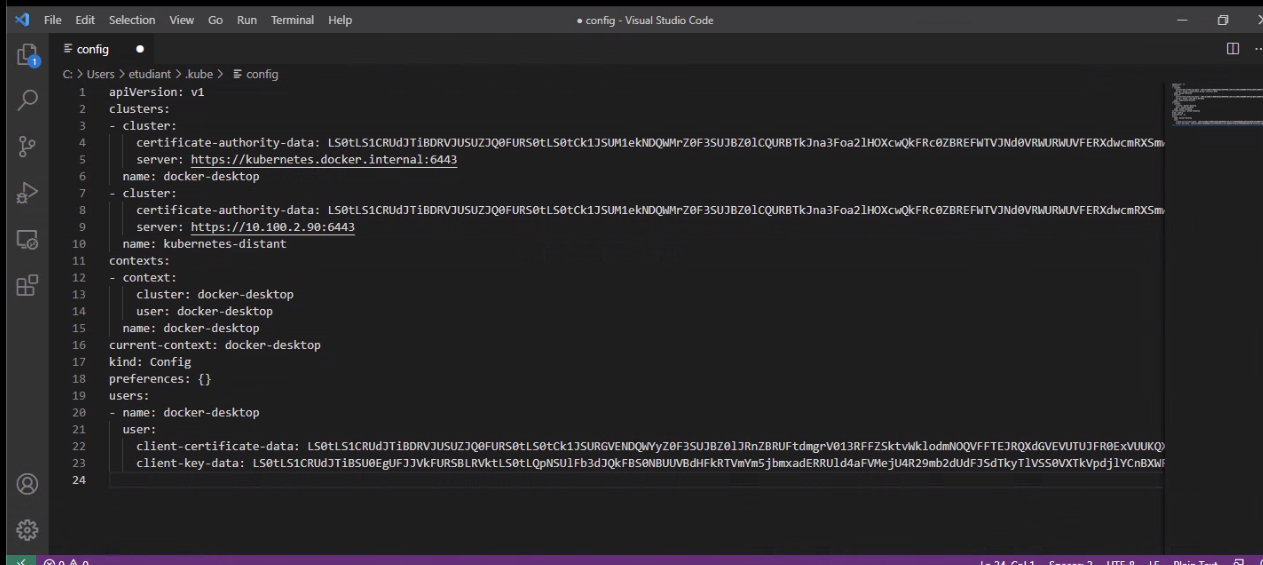 File Edit Selection View Go Run Terminal Help
● config - Visual Studio Code
config
1
C: > Users > etudiant > .kube > config
1 apiVersion: v1
2 clusters:
3 - cluster:
4 certificate-authority-data:
5 server: https://kubernetes.docker.internal:6443
6 name: docker-desktop
7 - cluster:
8 certificate-authority-data:
9 server: https://10.100.2.90:6443
10 name: kubernetes-distant
11 contexts:
12 - context:
13 cluster: docker-desktop
14 user: docker-desktop
15 name: docker-desktop
16 current-context: docker-desktop
17 kind: Config
18 preferences: {}
19 users:
20 - name: docker-desktop
21 user:
22 client-certificate-data:
23 client-key-data:
24
0 0 Ln 24, Col 1 Spaces: 2 UTF-8 LF Plain Text